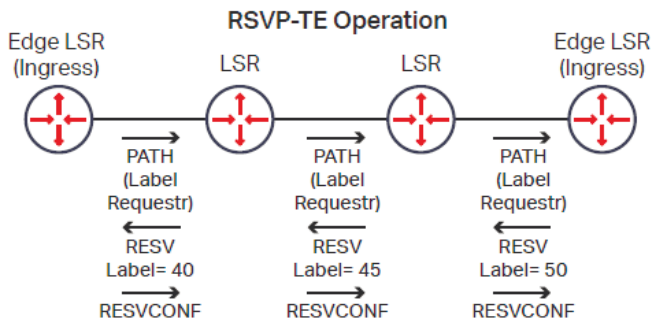 RSVP-TE Operation
Edge LSR
(Ingress)
LSR
LSR
Edge LSR
(Ingress)
PATH
(Label
Requestr)
RESV
Label= 40
RESVCONF
PATH
(Label
Requestr)
RESV
Label= 45
RESVCONF
PATH
(Label
Requestr)
RESV
Label= 50
RESVCONF